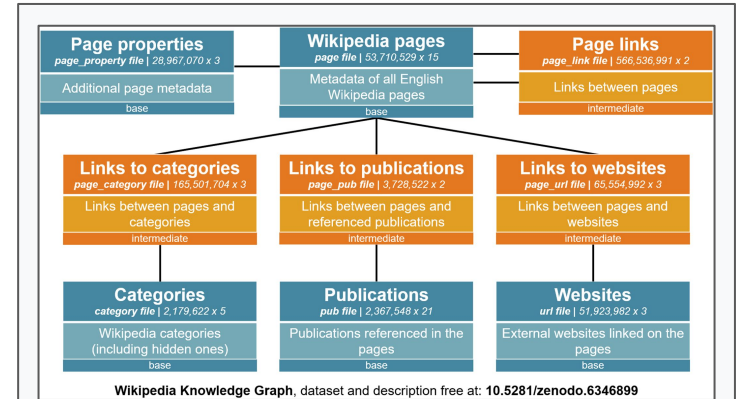 Page properties
page_property file | 28,967,070 x 3
Additional page metadata
base
Wikipedia pages
page file | 53,710,529 x 15
Metadata of all English
Wikipedia pages
base
Page links
page_link file | 566,536,991 x 2
Links between pages
intermediate
Links to categories
page_category file | 165,501,704 x 3
Links between pages and
categories
intermediate
Links to publications
page_pub file | 3,728,522 x 2
Links between pages and
referenced publications
intermediate
Links to websites
page_url file | 65,554,992 x 3
Links between pages and
websites
intermediate
Categories
category file | 2,179,622 x 5
Wikipedia categories
(including hidden ones)
base
Publications
pub file | 2,367,548 x 21
Publications referenced in the
pages
base
Websites
url file | 51,923,982 x 3
External websites linked on the
pages
base
Wikipedia Knowledge Graph, dataset and description free at: 10.5281/zenodo.6346899